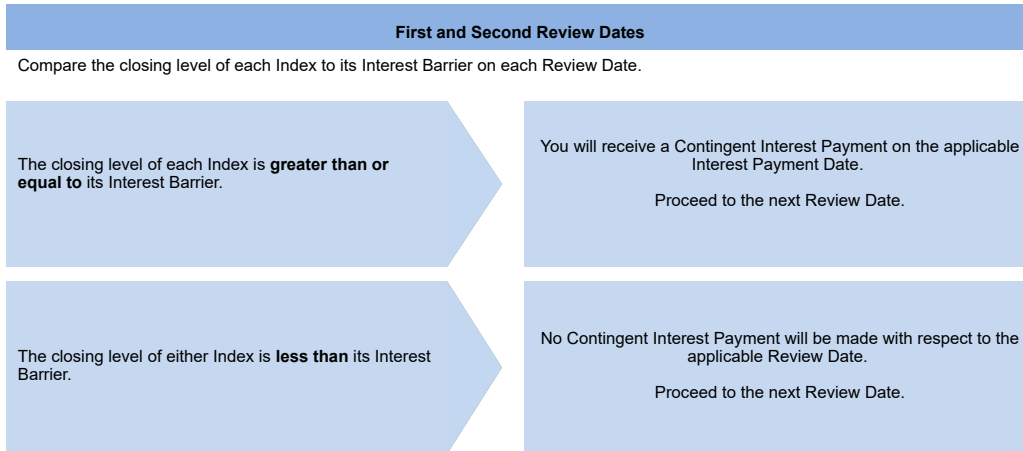 First and Second Review Dates
Compare the closing level of each Index to its Interest Barrier on each Review Date.
The closing level of each Index is greater than or
equal to its Interest Barrier.
You will receive a Contingent Interest Payment on the applicable
Interest Payment Date.
Proceed to the next Review Date.
The closing level of either Index is less than its Interest
Barrier.
No Contingent Interest Payment will be made with respect to the
applicable Review Date.
Proceed to the next Review Date.